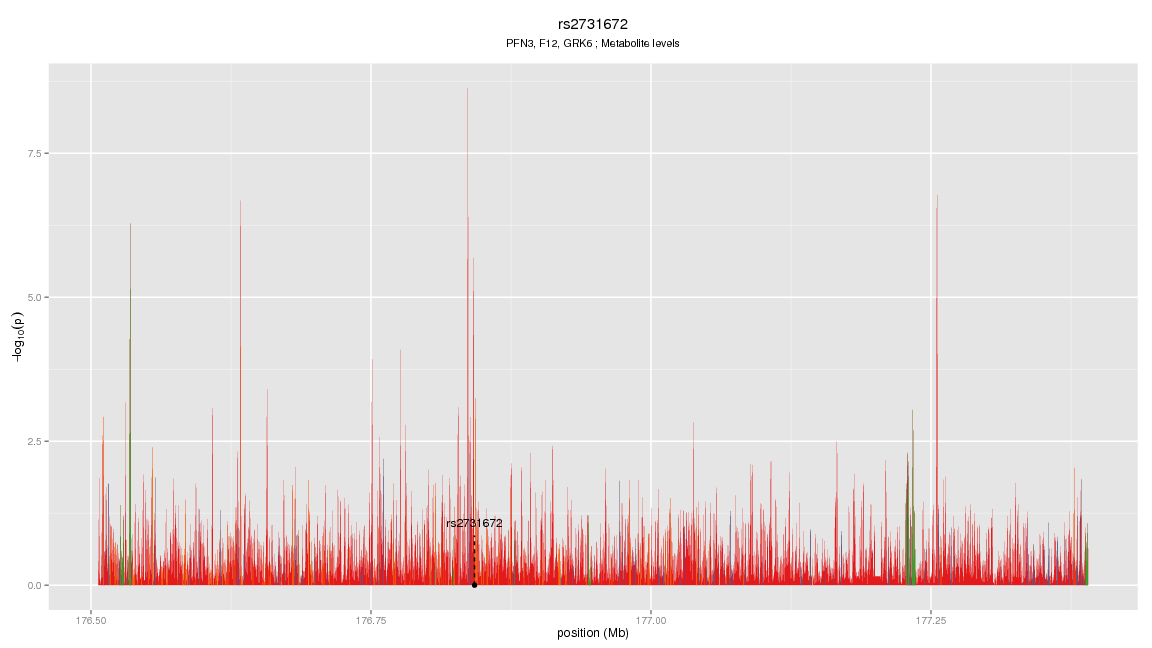 rs2731672
PFN3, F12, GRK6 ; Metabolite levels
−log10(p)
7.5
5.0
2.5
0.0
rs2731672
176.50
176.75
177.00
177.25
position (Mb)